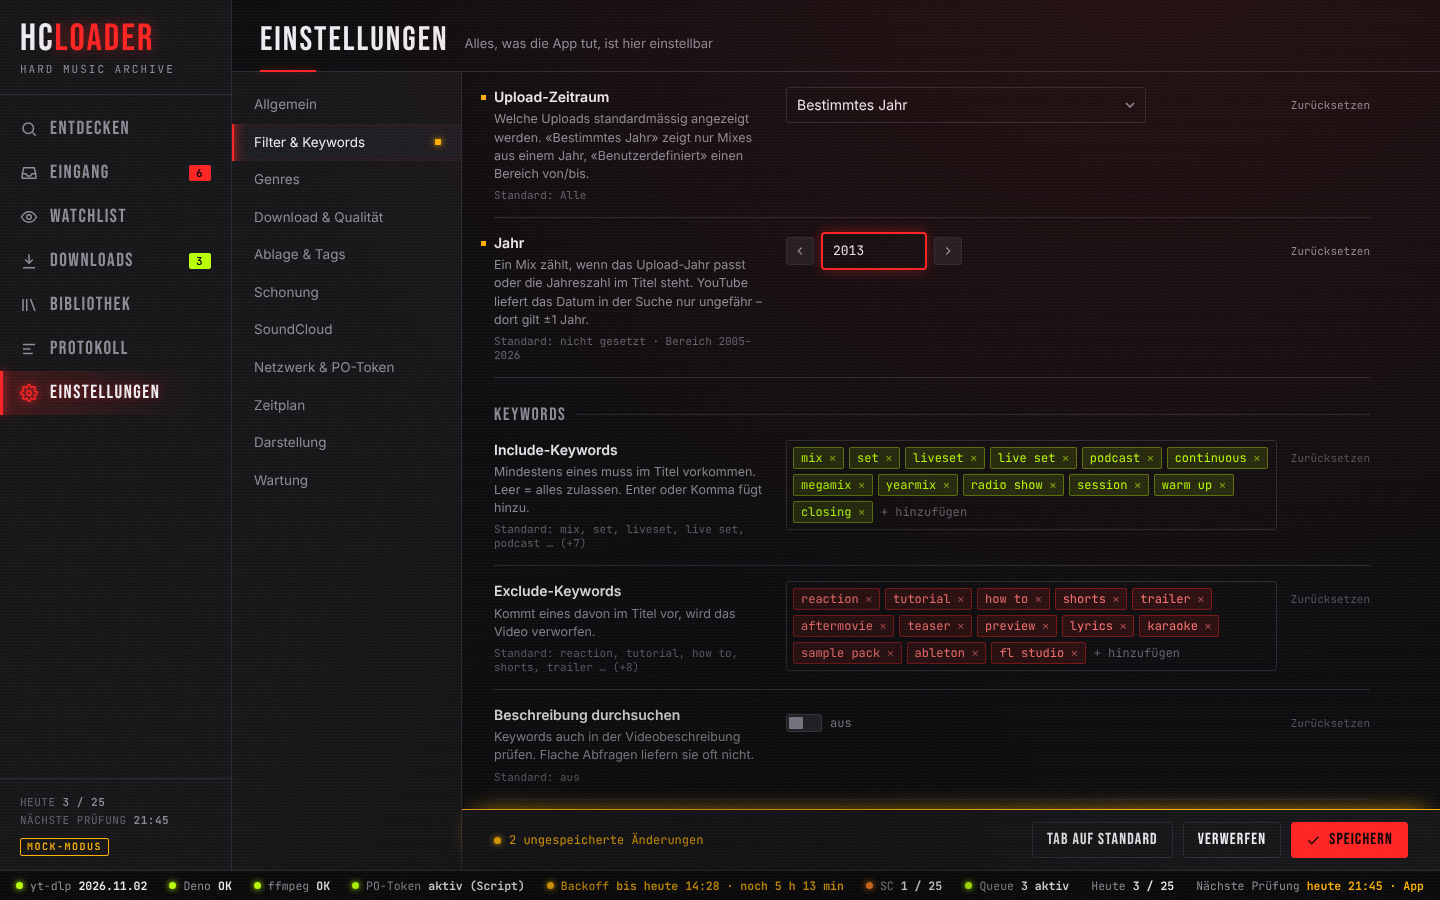 HCLOADER
HARD MUSIC ARCHIVE
ENTDECKEN
EINGANG 6
WATCHLIST
DOWNLOADS 3
BIBLIOTHEK
PROTOKOLL
EINSTELLUNGEN
HEUTE 3 / 25
NÄCHSTE PRÜFUNG 21:45
MOCK-MODUS
EINSTELLUNGEN Alles, was die App tut, ist hier einstellbar
Allgemein
Filter & Keywords
Genres
Download & Qualität
Ablage & Tags
Schonung
SoundCloud
Netzwerk & PO-Token
Zeitplan
Darstellung
Wartung
Upload-Zeitraum
Welche Uploads standardmässig angezeigt
werden. «Bestimmtes Jahr» zeigt nur Mixes
aus einem Jahr, «Benutzerdefiniert» einen
Bereich von/bis.
Standard: Alle
Bestimmtes Jahr
Zurücksetzen
Jahr
Ein Mix zählt, wenn das Upload-Jahr passt
oder die Jahreszahl im Titel steht. YouTube
liefert das Datum in der Suche nur ungefähr –
dort gilt ±1 Jahr.
Standard: nicht gesetzt · Bereich 2005–
2026
2013
Zurücksetzen
KEYWORDS
Include-Keywords
Mindestens eines muss im Titel vorkommen.
Leer = alles zulassen. Enter oder Komma fügt
hinzu.
Standard: mix, set, liveset, live set,
podcast … (+7)
mix × set × liveset × live set × podcast × continuous ×
megamix × yearmix × radio show × session × warm up ×
closing × + hinzufügen
Zurücksetzen
Exclude-Keywords
Kommt eines davon im Titel vor, wird das
Video verworfen.
Standard: reaction, tutorial, how to,
shorts, trailer … (+8)
reaction × tutorial × how to × shorts × trailer ×
aftermovie × teaser × preview × lyrics × karaoke ×
sample pack × ableton × fl studio × + hinzufügen
Zurücksetzen
Beschreibung durchsuchen
Keywords auch in der Videobeschreibung
prüfen. Flache Abfragen liefern sie oft nicht.
Standard: aus
aus
Zurücksetzen
2 ungespeicherte Änderungen
TAB AUF STANDARD
VERWERFEN
SPEICHERN
yt-dlp 2026.11.02 Deno OK ffmpeg OK PO-Token aktiv (Script) Backoff bis heute 14:28 · noch 5 h 13 min SC 1 / 25 Queue 3 aktiv Heute 3 / 25 Nächste Prüfung heute 21:45 · App